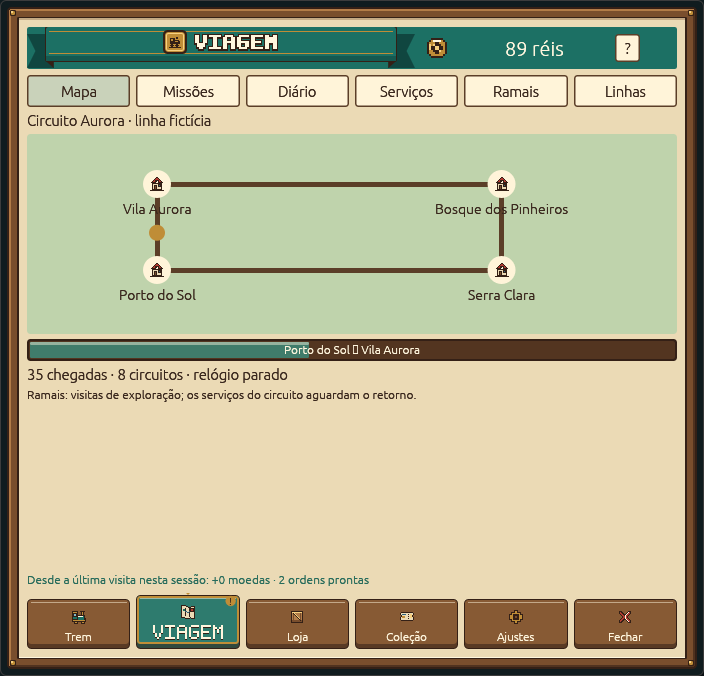 VIAGEM
89 réis
?
Mapa
Missões
Diário
Serviços
Ramais
Linhas
Circuito Aurora · linha fictícia
Vila Aurora
Bosque dos Pinheiros
Porto do Sol
Serra Clara
Porto do Sol ▯ Vila Aurora
35 chegadas · 8 circuitos · relógio parado
Ramais: visitas de exploração; os serviços do circuito aguardam o retorno.
Desde a última visita nesta sessão: +0 moedas · 2 ordens prontas
!
Trem
VIAGEM
Loja
Coleção
Ajustes
Fechar